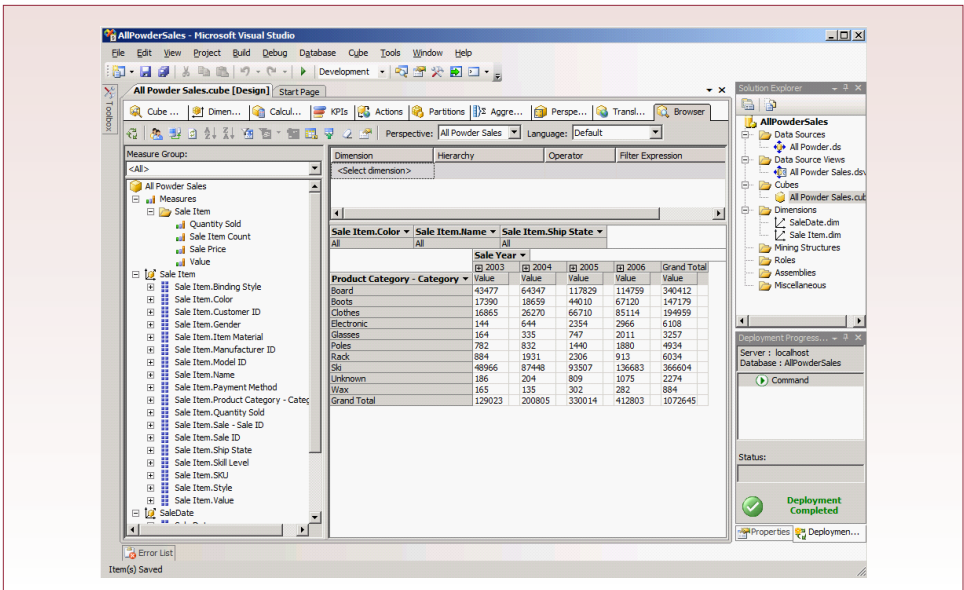 AllPowderSales - Microsoft Visual Studio
File Edit View Project Build Debug Database Cube Tools Window Help
Development
Toolbox
All Powder Sales.cube [Design] Start Page
Cube ... Dimen... Calcul... KPIs Actions Partitions Aggre... Perspe... Transl... Browser
Perspective: All Powder Sales Language: Default
Measure Group:
<All>
All Powder Sales
Measures
Sale Item
Quantity Sold
Sale Item Count
Sale Price
Value
Sale Item
Sale Item.Binding Style
Sale Item.Color
Sale Item.Customer ID
Sale Item.Gender
Sale Item.Item Material
Sale Item.Manufacturer ID
Sale Item.Model ID
Sale Item.Name
Sale Item.Payment Method
Sale Item.Product Category - Categ
Sale Item.Quantity Sold
Sale Item.Sale - Sale ID
Sale Item.Sale ID
Sale Item.Ship State
Sale Item.Skill Level
Sale Item.SKU
Sale Item.Style
Sale Item.Value
SaleDate
Dimension Hierarchy Operator Filter Expression
<Select dimension>
Sale Item.Color Sale Item.Name Sale Item.Ship State
All All All
Sale Year
2003 2004 2005 2006 Grand Total
Product Category - Category Value Value Value Value Value
Board 43477 64347 117829 114759 340412
Boots 17390 18659 44010 67120 147179
Clothes 16865 26270 66710 85114 194959
Electronic 144 644 2354 2966 6108
Glasses 164 335 747 2011 3257
Poles 782 832 1440 1880 4934
Rack 884 1931 2306 913 6034
Ski 48966 87448 93507 136683 366604
Unknown 186 204 809 1075 2274
Wax 165 135 302 282 884
Grand Total 129023 200805 330014 412803 1072645
Solution Explorer
AllPowderSales
Data Sources
All Powder.ds
Data Source Views
All Powder Sales.dsv
Cubes
All Powder Sales.cub
Dimensions
SaleDate.dim
Sale Item.dim
Mining Structures
Roles
Assemblies
Miscellaneous
Deployment Progress...
Server : localhost
Database : AllPowderSales
Command
Status:
Deployment
Completed
Properties Deploymen...
Error List
Item(s) Saved